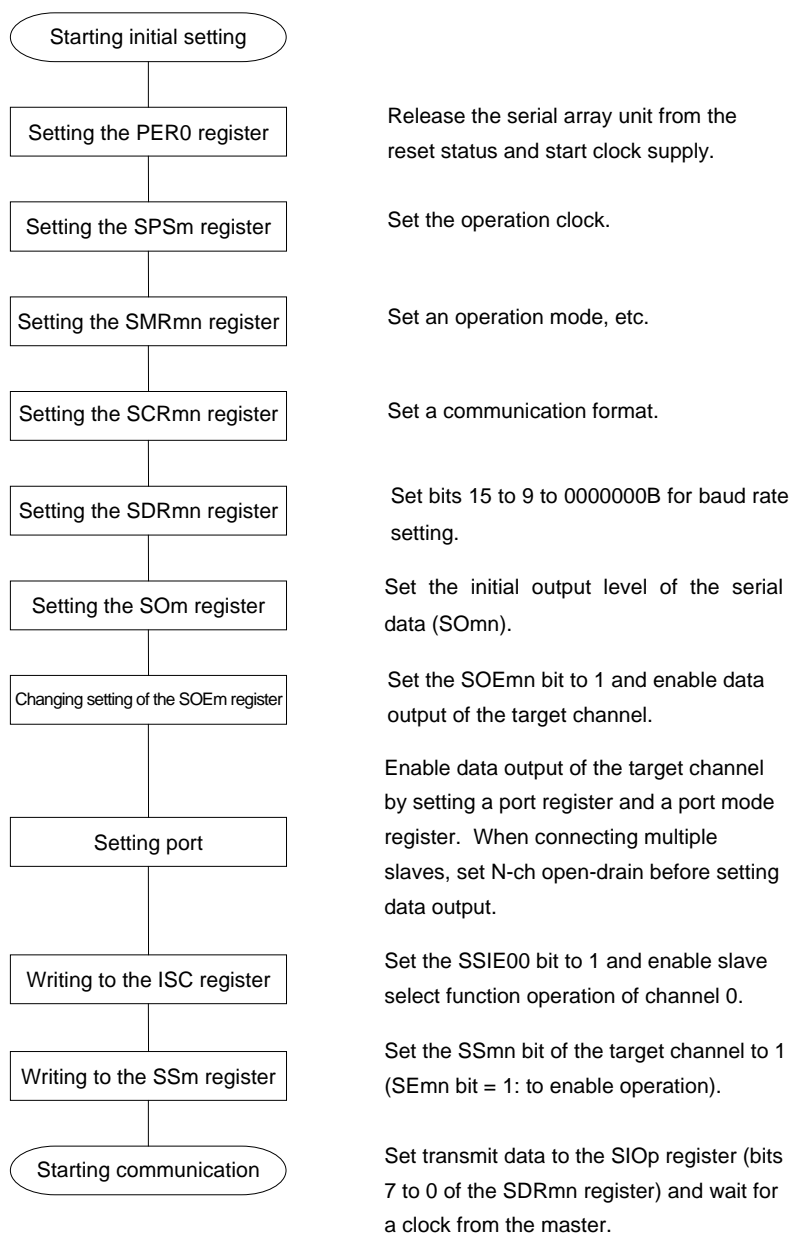 Starting initial setting
Setting the PER0 register
Release the serial array unit from the
reset status and start clock supply.
Setting the SPSm register
Set the operation clock.
Setting the SMRmn register
Set an operation mode, etc.
Setting the SCRmn register
Set a communication format.
Setting the SDRmn register
Set bits 15 to 9 to 0000000B for baud rate
setting.
Setting the SOm register
Set the initial output level of the serial
data (SOmn).
Changing setting of the SOEm register
Set the SOEmn bit to 1 and enable data
output of the target channel.
Setting port
Enable data output of the target channel
by setting a port register and a port mode
register. When connecting multiple
slaves, set N-ch open-drain before setting
data output.
Writing to the ISC register
Set the SSIE00 bit to 1 and enable slave
select function operation of channel 0.
Writing to the SSm register
Set the SSmn bit of the target channel to 1
(SEmn bit = 1: to enable operation).
Starting communication
Set transmit data to the SIOp register (bits
7 to 0 of the SDRmn register) and wait for
a clock from the master.